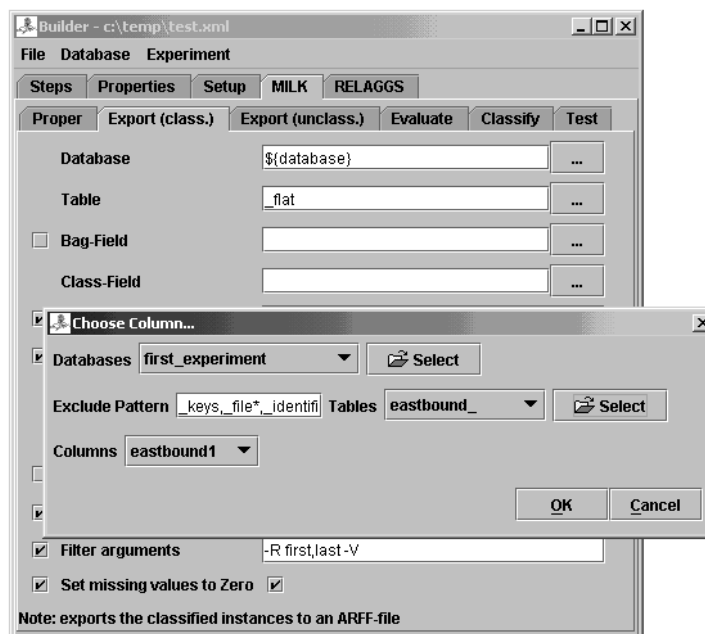 Builder - c:\temp\test.xml
File Database Experiment
Steps Properties Setup MILK RELAGGS
Proper Export (class.) Export (unclass.) Evaluate Classify Test
Database ${database} ...
Table _flat ...
Bag-Field ...
Class-Field ...
Choose Column...
Databases first_experiment Select
Exclude Pattern _keys,_file*,_identifi Tables eastbound_ Select
Columns eastbound1
OK Cancel
Filter arguments -R first,last -V
Set missing values to Zero
Note: exports the classified instances to an ARFF-file